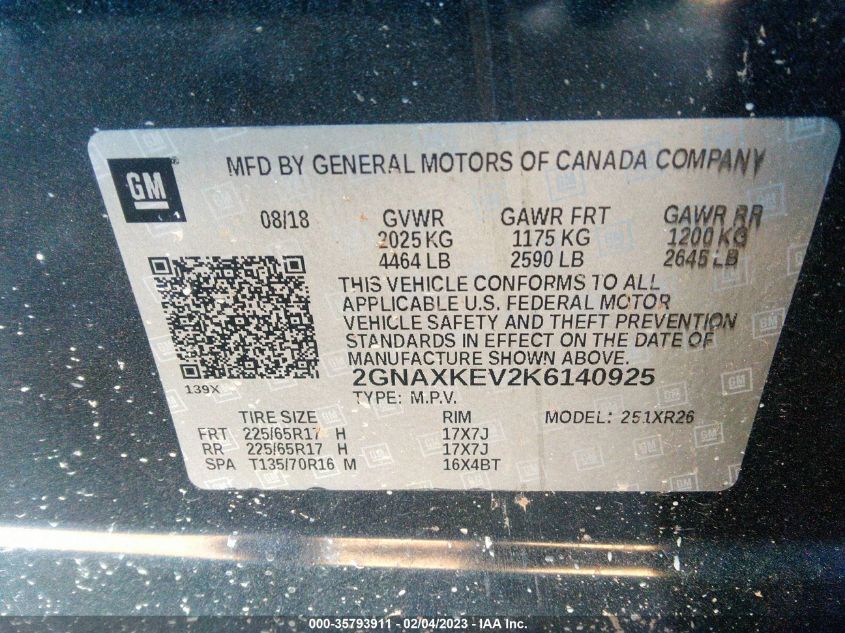 GM
MFD BY GENERAL MOTORS OF CANADA COMPANY
08/18 GVWR GAWR FRT GAWR RR
2025 KG 1175 KG 1200 KG
4464 LB 2590 LB 2645 LB
THIS VEHICLE CONFORMS TO ALL
APPLICABLE U.S. FEDERAL MOTOR
VEHICLE SAFETY AND THEFT PREVENTION
STANDARDS IN EFFECT ON THE DATE OF
MANUFACTURE SHOWN ABOVE.
139X
2GNAXKEV2K6140925
TYPE: M.P.V.
TIRE SIZE RIM MODEL: 251XR26
FRT 225/65R17 H 17X7J
RR 225/65R17 H 17X7J
SPA T135/70R16 M 16X4BT
000-35793911 - 02/04/2023 - IAA Inc.